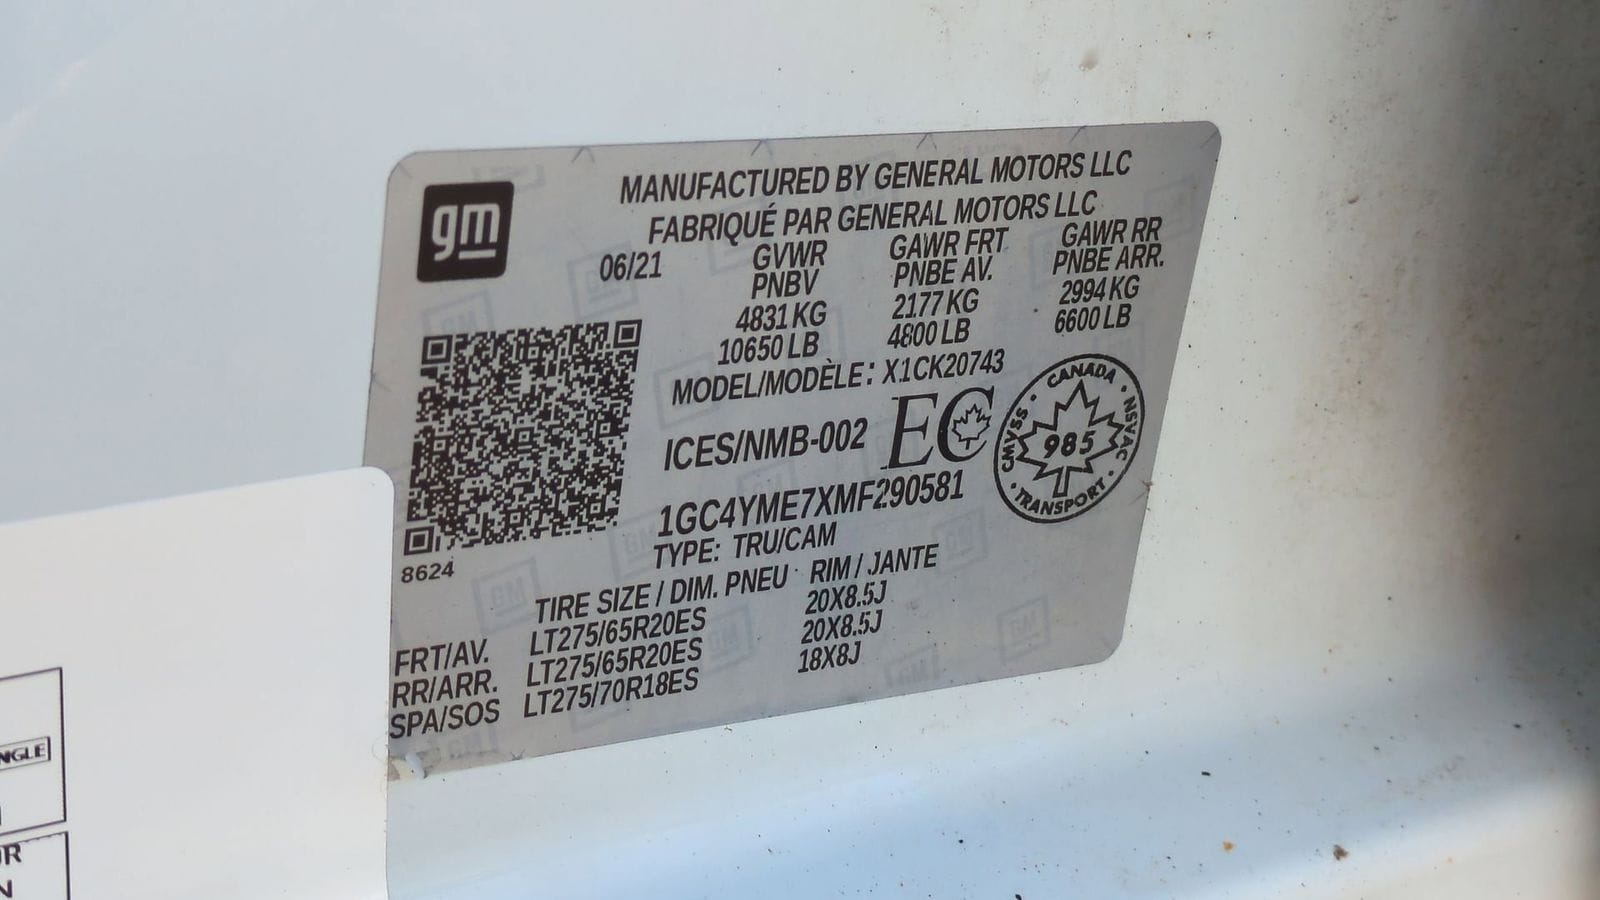 gm
MANUFACTURED BY GENERAL MOTORS LLC
FABRIQUÉ PAR GENERAL MOTORS LLC
06/21 GVWR GAWR FRT GAWR RR
PNBV PNBE AV. PNBE ARR.
4831 KG 2177 KG 2994 KG
10650 LB 4800 LB 6600 LB
MODEL/MODÈLE: X1CK20743
ICES/NMB-002 EC
CANADA
CMVSS 985 NSVAC
TRANSPORT
1GC4YME7XMF290581
TYPE: TRU/CAM
8624
TIRE SIZE / DIM. PNEU RIM / JANTE
FRT/AV. LT275/65R20ES 20X8.5J
RR/ARR. LT275/65R20ES 20X8.5J
SPA/SOS LT275/70R18ES 18X8J